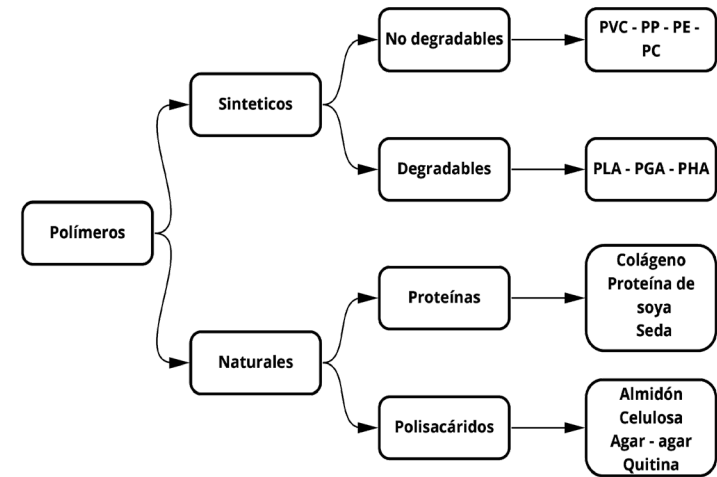 Polímeros
Sinteticos
No degradables
PVC - PP - PE -
PC
Degradables
PLA - PGA - PHA
Naturales
Proteínas
Colágeno
Proteína de
soya
Seda
Polisacáridos
Almidón
Celulosa
Agar - agar
Quitina